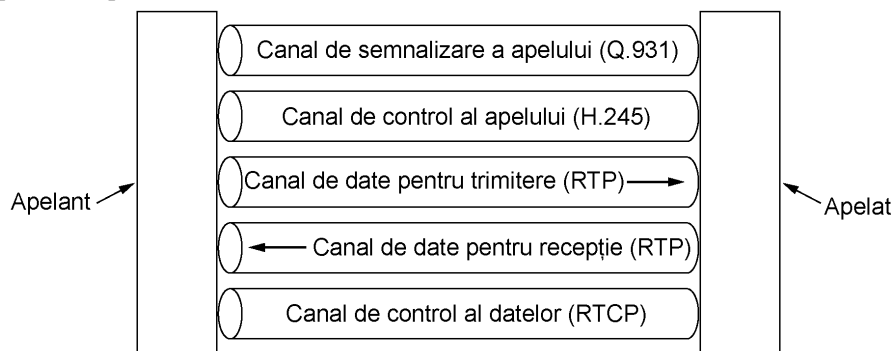 Canal de semnalizare a apelului (Q.931)
Canal de control al apelului (H.245)
Canal de date pentru trimitere (RTP)
Apelant
Apelat
Canal de date pentru recepție (RTP)
Canal de control al datelor (RTCP)